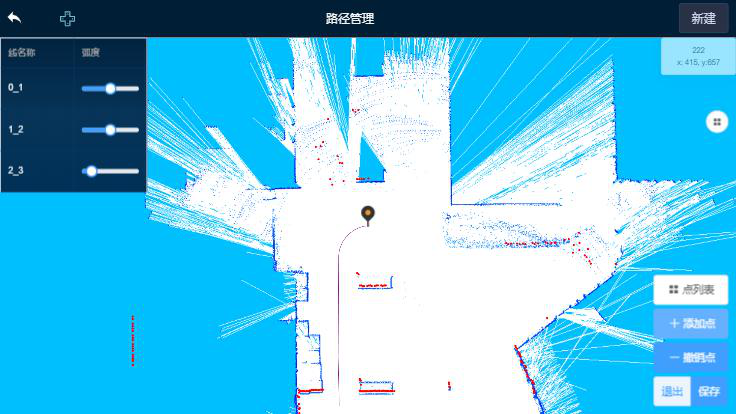 路径管理
新建
线名称 弧度
0_1
1_2
2_3
222
x: 415, y:657
点列表
添加点
撤销点
退出 保存